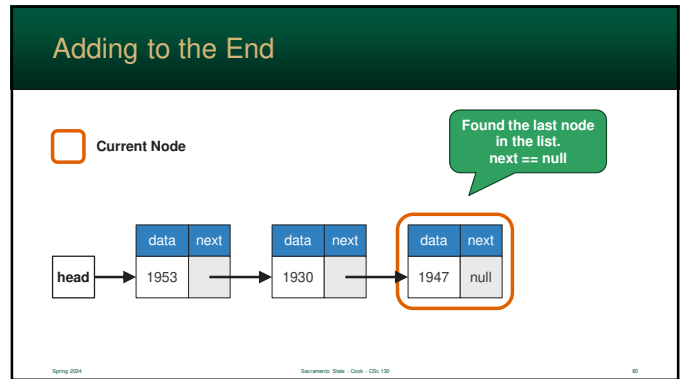 Adding to the End
Found the last node
in the list.
next == null
Current Node
data next data next data next
head 1953 1930 1947 null
Spring 2024 Sacramento State - Cook - CSc 130 80